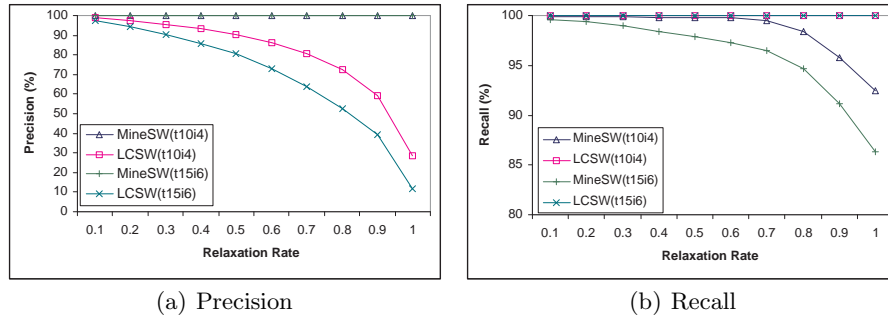 100
90
80
70
60
50
40
30
20
10
0
Precision (%)
MineSW(t10i4)
LCSW(t10i4)
MineSW(t15i6)
LCSW(t15i6)
0.1 0.2 0.3 0.4 0.5 0.6 0.7 0.8 0.9 1
Relaxation Rate
(a) Precision
100
95
90
85
80
Recall (%)
MineSW(t10i4)
LCSW(t10i4)
MineSW(t15i6)
LCSW(t15i6)
0.1 0.2 0.3 0.4 0.5 0.6 0.7 0.8 0.9 1
Relaxation Rate
(b) Recall